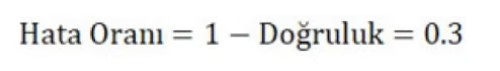 Hata Oranı = 1 − Doğruluk = 0.3